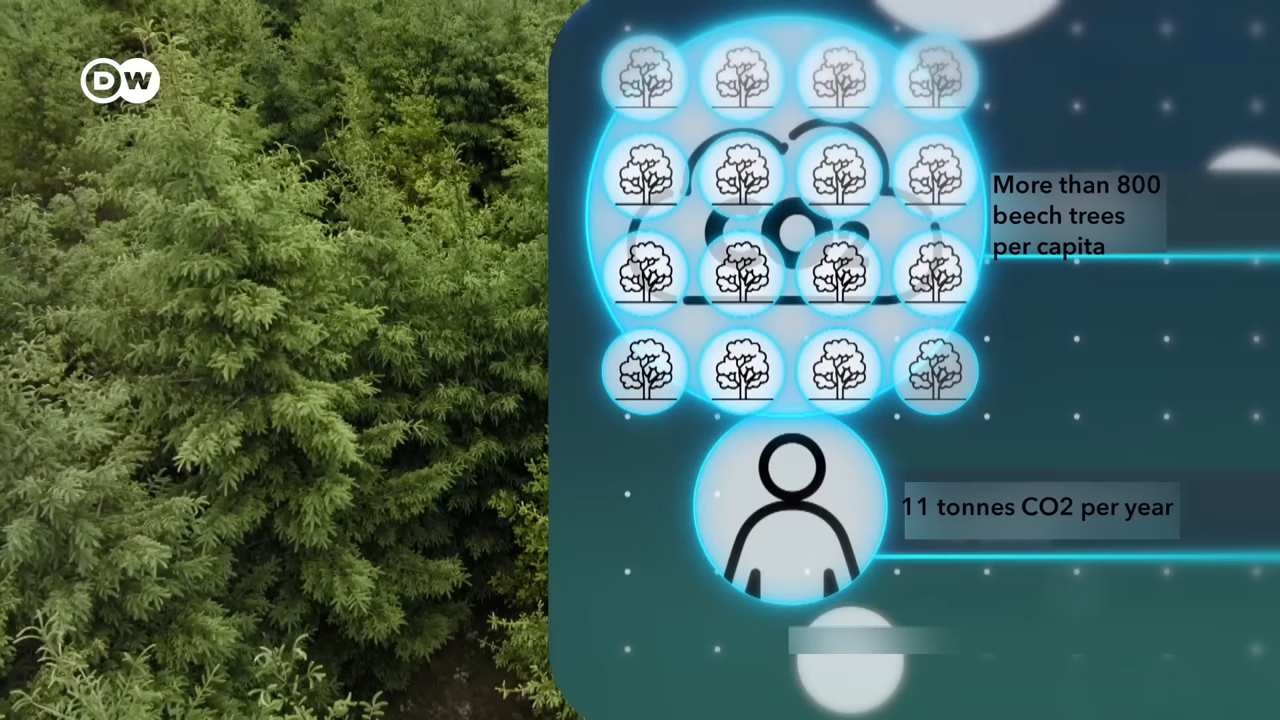 DW
More than 800
beech trees
per capita
11 tonnes CO2 per year